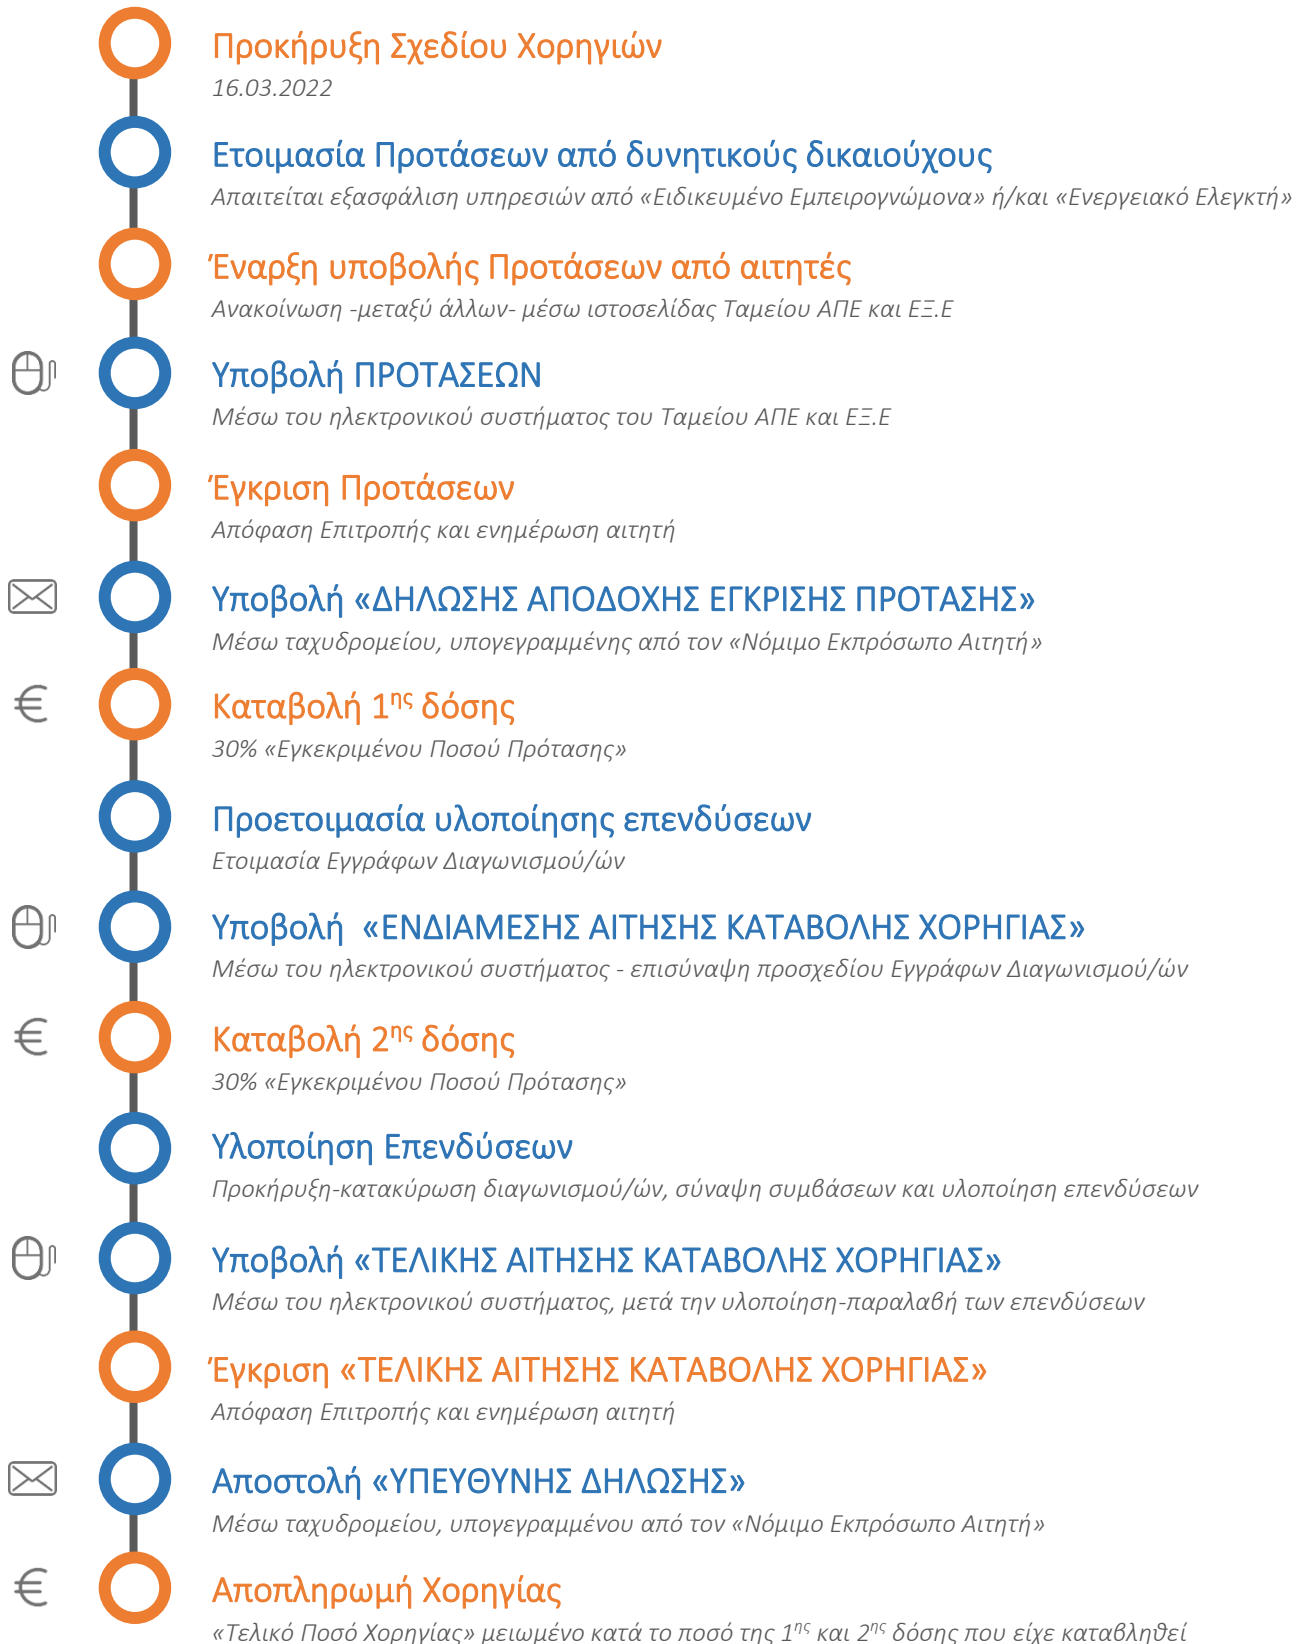 Προκήρυξη Σχεδίου Χορηγιών
16.03.2022
Ετοιμασία Προτάσεων από δυνητικούς δικαιούχους
Απαιτείται εξασφάλιση υπηρεσιών από «Ειδικευμένο Εμπειρογνώμονα» ή/και «Ενεργειακό Ελεγκτή»
Έναρξη υποβολής Προτάσεων από αιτητές
Ανακοίνωση -μεταξύ άλλων- μέσω ιστοσελίδας Ταμείου ΑΠΕ και ΕΞ.Ε
Υποβολή ΠΡΟΤΑΣΕΩΝ
Μέσω του ηλεκτρονικού συστήματος του Ταμείου ΑΠΕ και ΕΞ.Ε
Έγκριση Προτάσεων
Απόφαση Επιτροπής και ενημέρωση αιτητή
Υποβολή «ΔΗΛΩΣΗΣ ΑΠΟΔΟΧΗΣ ΕΓΚΡΙΣΗΣ ΠΡΟΤΑΣΗΣ»
Μέσω ταχυδρομείου, υπογεγραμμένης από τον «Νόμιμο Εκπρόσωπο Αιτητή»
€ Καταβολή 1ης δόσης
30% «Εγκεκριμένου Ποσού Πρότασης»
Προετοιμασία υλοποίησης επενδύσεων
Ετοιμασία Εγγράφων Διαγωνισμού/ών
Υποβολή «ΕΝΔΙΑΜΕΣΗΣ ΑΙΤΗΣΗΣ ΚΑΤΑΒΟΛΗΣ ΧΟΡΗΓΙΑΣ»
Μέσω του ηλεκτρονικού συστήματος - επισύναψη προσχεδίου Εγγράφων Διαγωνισμού/ών
€ Καταβολή 2ης δόσης
30% «Εγκεκριμένου Ποσού Πρότασης»
Υλοποίηση Επενδύσεων
Προκήρυξη-κατακύρωση διαγωνισμού/ών, σύναψη συμβάσεων και υλοποίηση επενδύσεων
Υποβολή «ΤΕΛΙΚΗΣ ΑΙΤΗΣΗΣ ΚΑΤΑΒΟΛΗΣ ΧΟΡΗΓΙΑΣ»
Μέσω του ηλεκτρονικού συστήματος, μετά την υλοποίηση-παραλαβή των επενδύσεων
Έγκριση «ΤΕΛΙΚΗΣ ΑΙΤΗΣΗΣ ΚΑΤΑΒΟΛΗΣ ΧΟΡΗΓΙΑΣ»
Απόφαση Επιτροπής και ενημέρωση αιτητή
Αποστολή «ΥΠΕΥΘΥΝΗΣ ΔΗΛΩΣΗΣ»
Μέσω ταχυδρομείου, υπογεγραμμένου από τον «Νόμιμο Εκπρόσωπο Αιτητή»
€ Αποπληρωμή Χορηγίας
«Τελικό Ποσό Χορηγίας» μειωμένο κατά το ποσό της 1ης και 2ης δόσης που είχε καταβληθεί